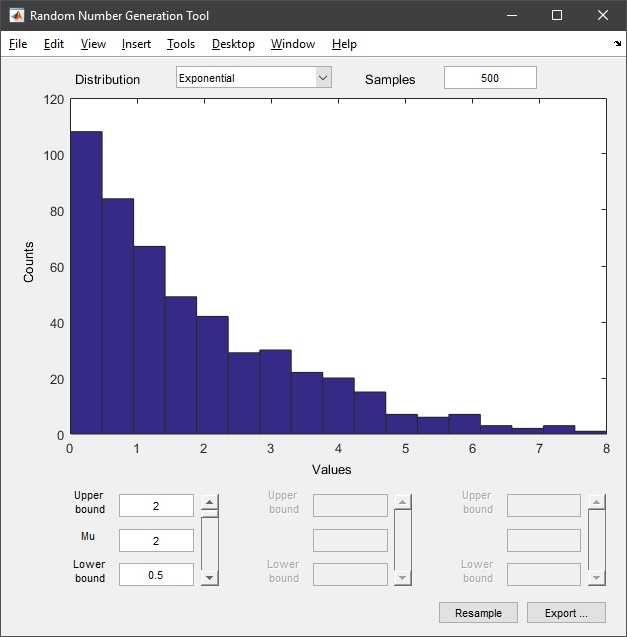 Random Number Generation Tool
File Edit View Insert Tools Desktop Window Help
Distribution Exponential Samples 500
120
100
80
60
40
20
0
Counts
0 1 2 3 4 5 6 7 8
Values
Upper bound 2
Mu 2
Lower bound 0.5
Upper bound
Lower bound
Upper bound
Lower bound
Resample Export ...